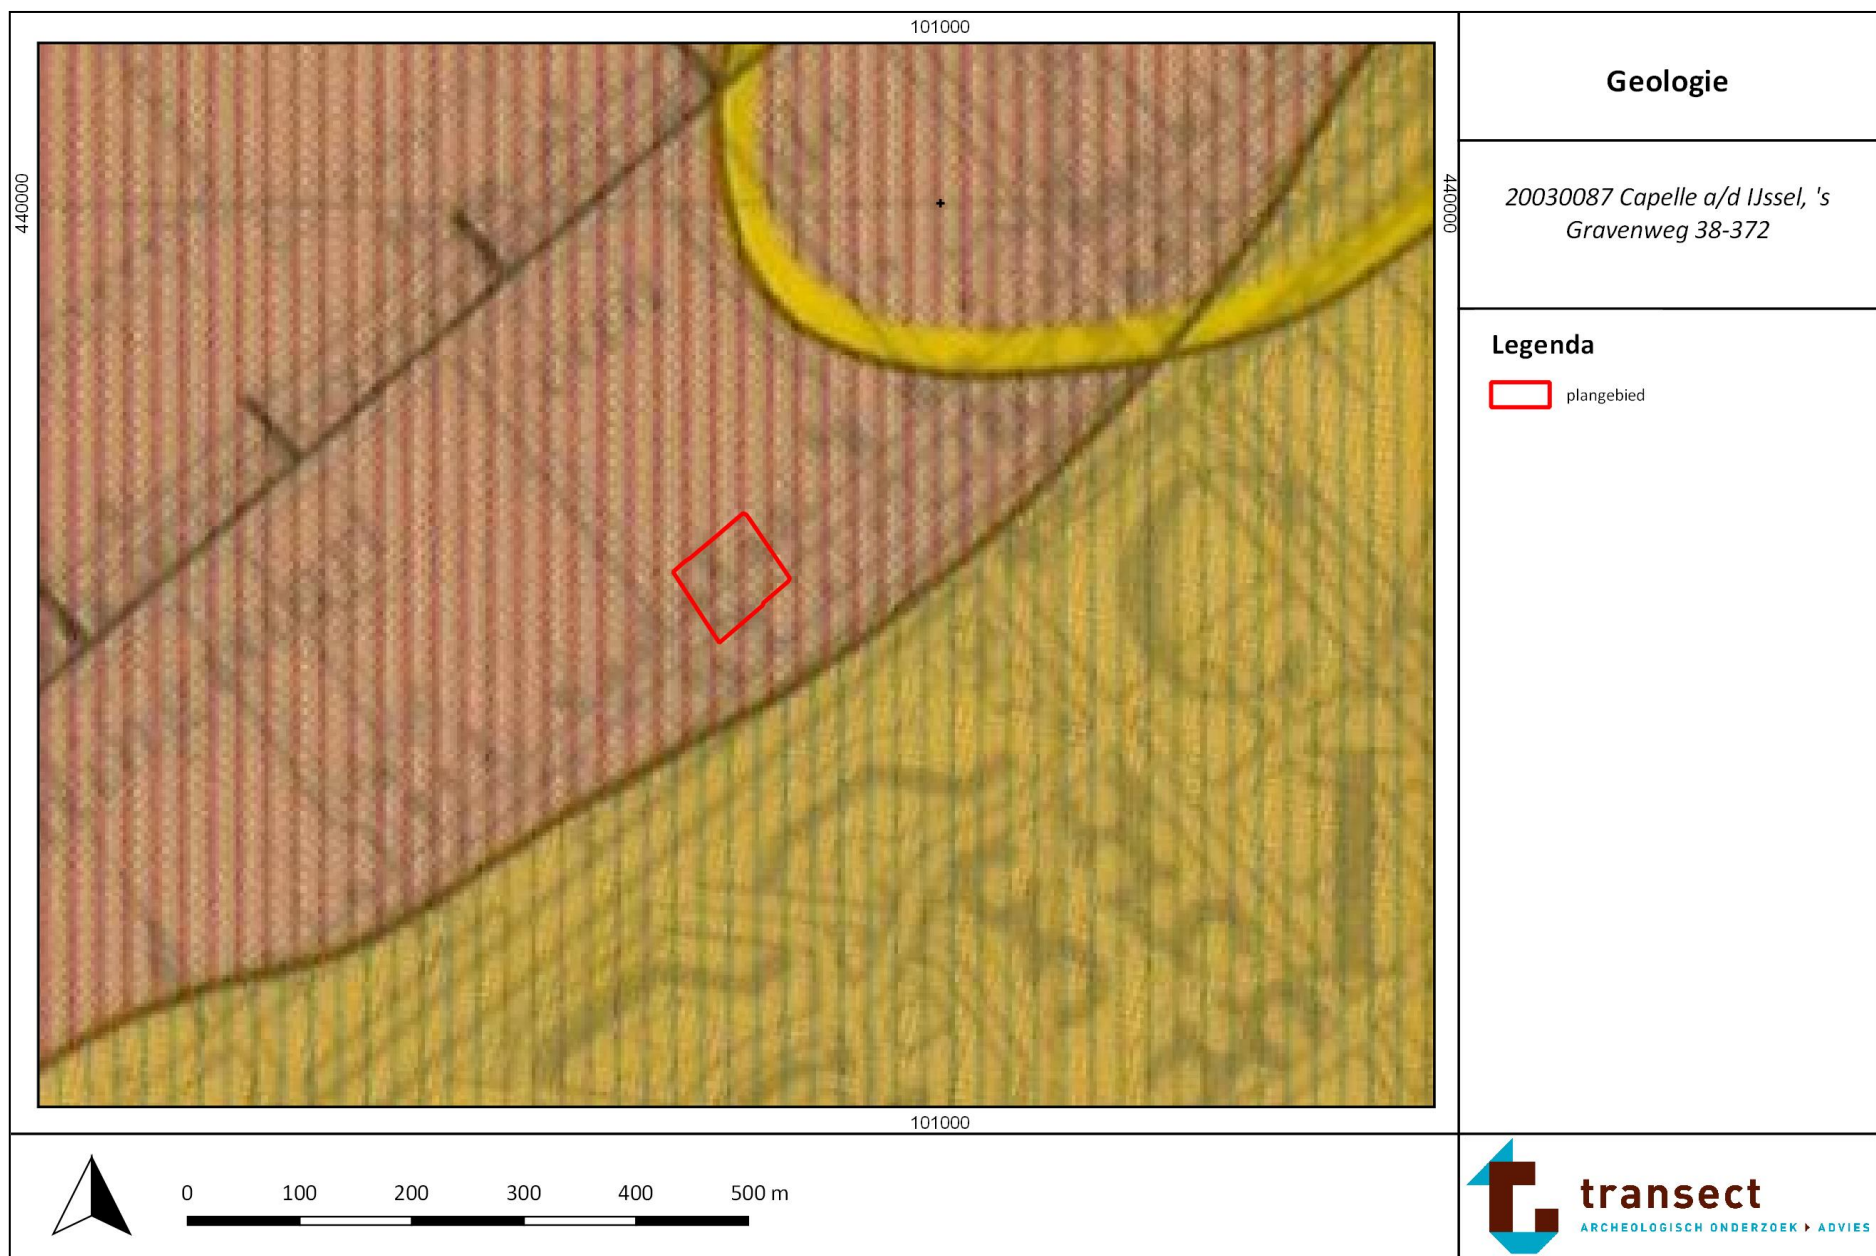 101000
440000
440000
101000
Geologie
20030087 Capelle a/d IJssel, 's
Gravenweg 38-372
Legenda
plangebied
0 100 200 300 400 500 m
transect
ARCHEOLOGISCH ONDERZOEK ▸ ADVIES